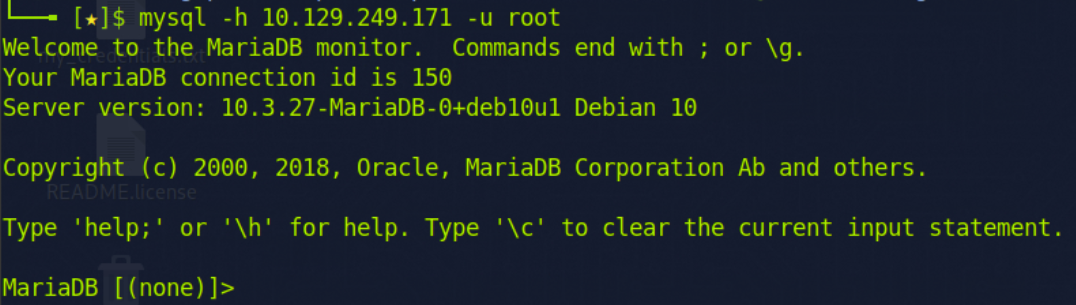 └──╼ [★]$ mysql -h 10.129.249.171 -u root
Welcome to the MariaDB monitor.  Commands end with ; or \g.
my_credentials.txt
Your MariaDB connection id is 150
Server version: 10.3.27-MariaDB-0+deb10u1 Debian 10
Copyright (c) 2000, 2018, Oracle, MariaDB Corporation Ab and others.
README.license
Type 'help;' or '\h' for help. Type '\c' to clear the current input statement.
MariaDB [(none)]>